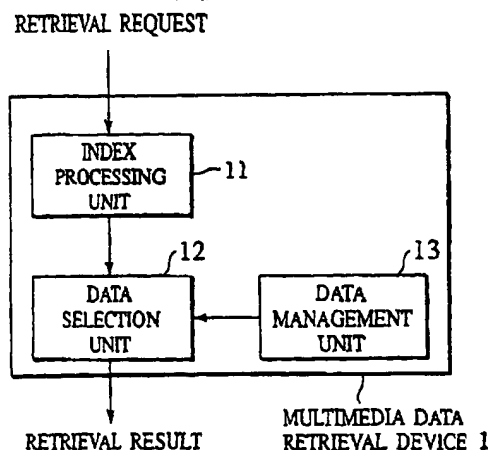 RETRIEVAL REQUEST
INDEX
PROCESSING
UNIT
11
12
13
DATA
SELECTION
UNIT
DATA
MANAGEMENT
UNIT
RETRIEVAL RESULT
MULTIMEDIA DATA
RETRIEVAL DEVICE 1